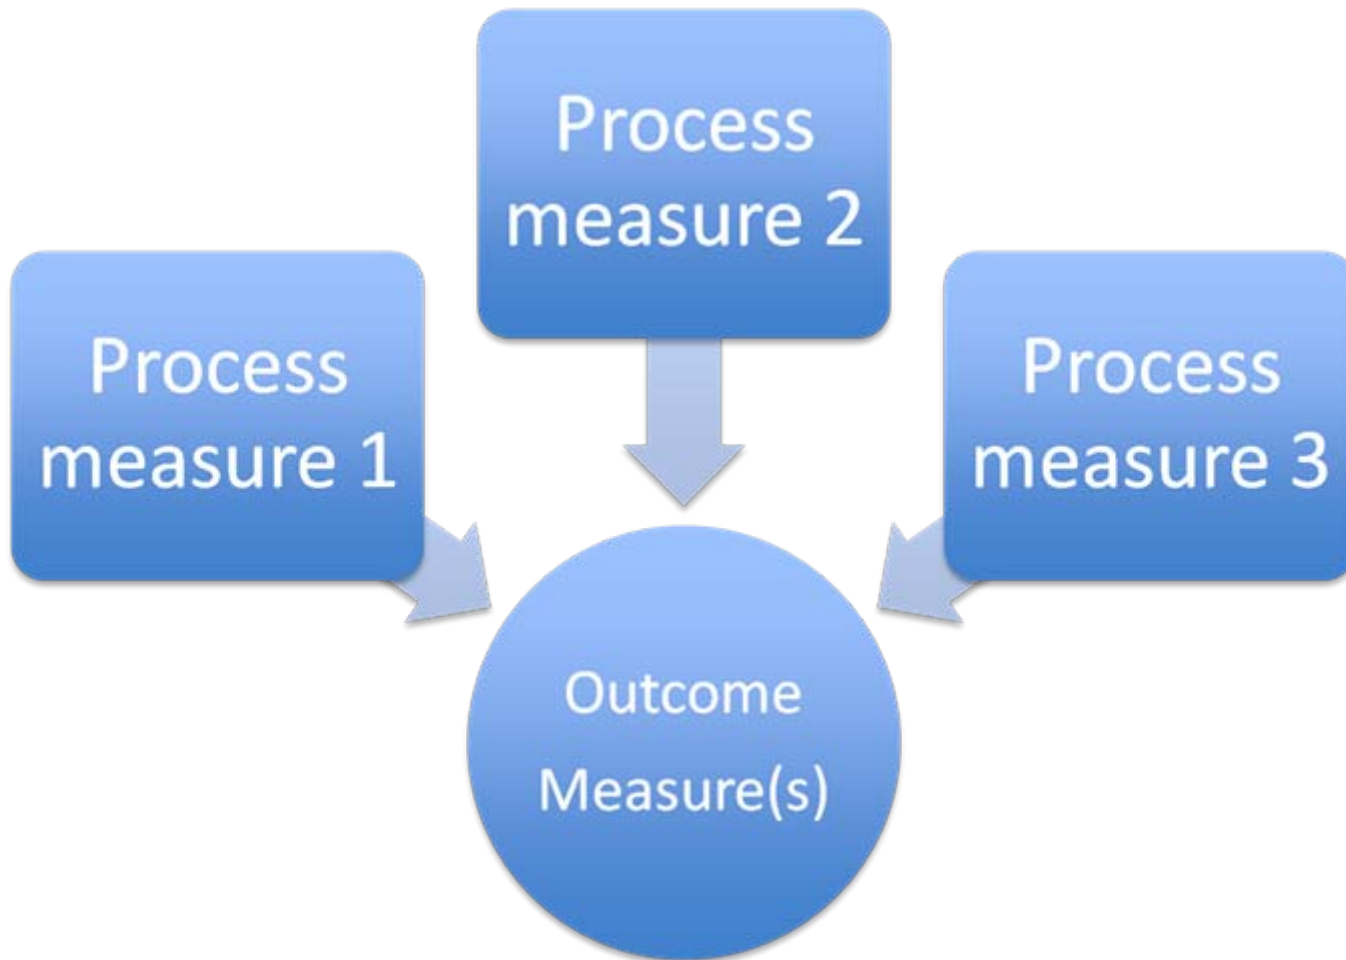 Process
measure 1
Process
measure 2
Process
measure 3
Outcome
Measure(s)